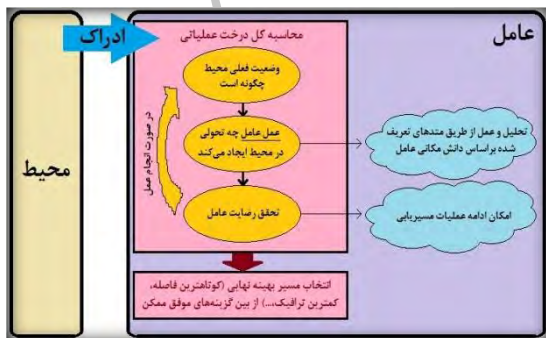 عامل
ادراک
محیط
محاسبه کل درخت عملیاتی
وضعیت فعلی محیط
چگونه است
عمل عامل چه تحولی
در محیط ایجاد می‌کند
تحقق رضایت عامل
در صورت انجام عمل
تحلیل و عمل از طریق متدهای تعریف
شده براساس دانش مکانی عامل
امکان ادامه عملیات مسیریابی
انتخاب مسیر بهینه نهایی (کوتاهترین فاصله،
کمترین ترافیک،...) از بین گزینه‌های موفق ممکن